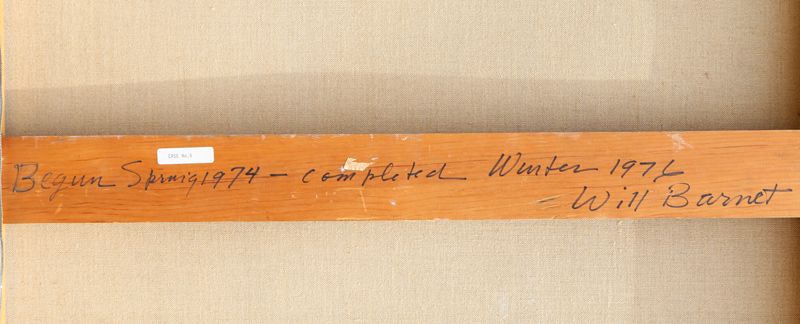 Begun Spring 1974 – completed Winter 1976
Will Barnet